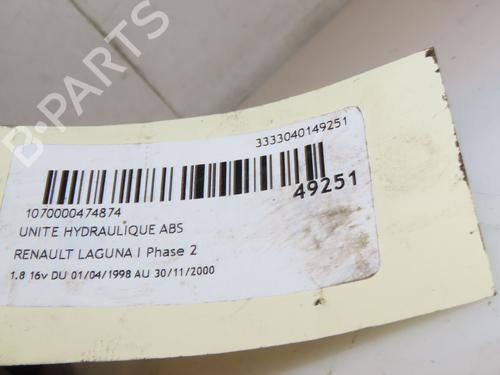 B-PARTS
3333040149251
49251
1070000474874
UNITE HYDRAULIQUE ABS
RENAULT LAGUNA I Phase 2
1.8 16v DU 01/04/1998 AU 30/11/2000